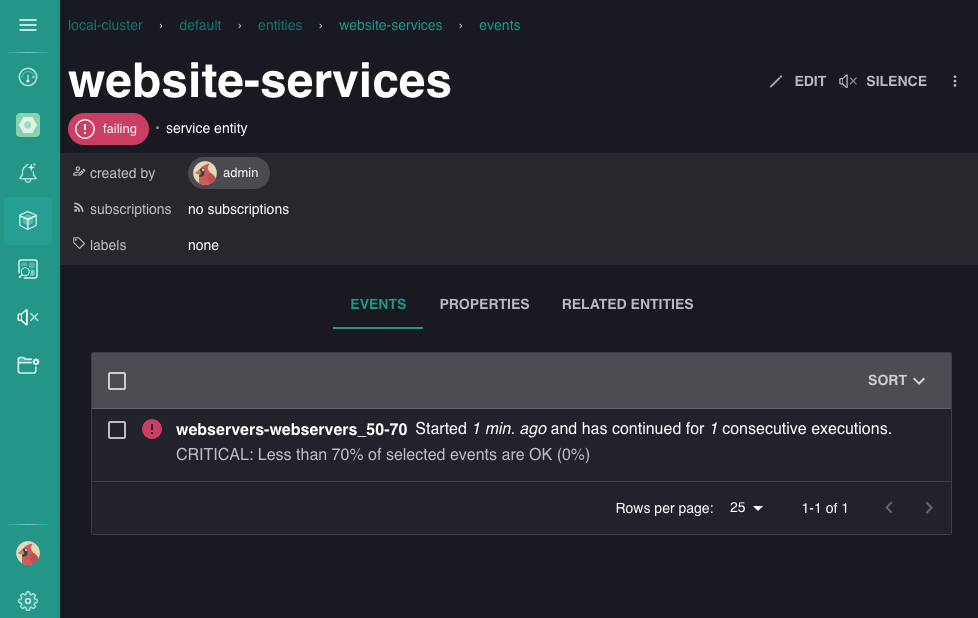 local-cluster › default › entities › website-services › events
website-services
EDIT SILENCE
failing · service entity
created by admin
subscriptions no subscriptions
labels none
EVENTS PROPERTIES RELATED ENTITIES
SORT
webservers-webservers_50-70 Started 1 min. ago and has continued for 1 consecutive executions.
CRITICAL: Less than 70% of selected events are OK (0%)
Rows per page: 25 1-1 of 1